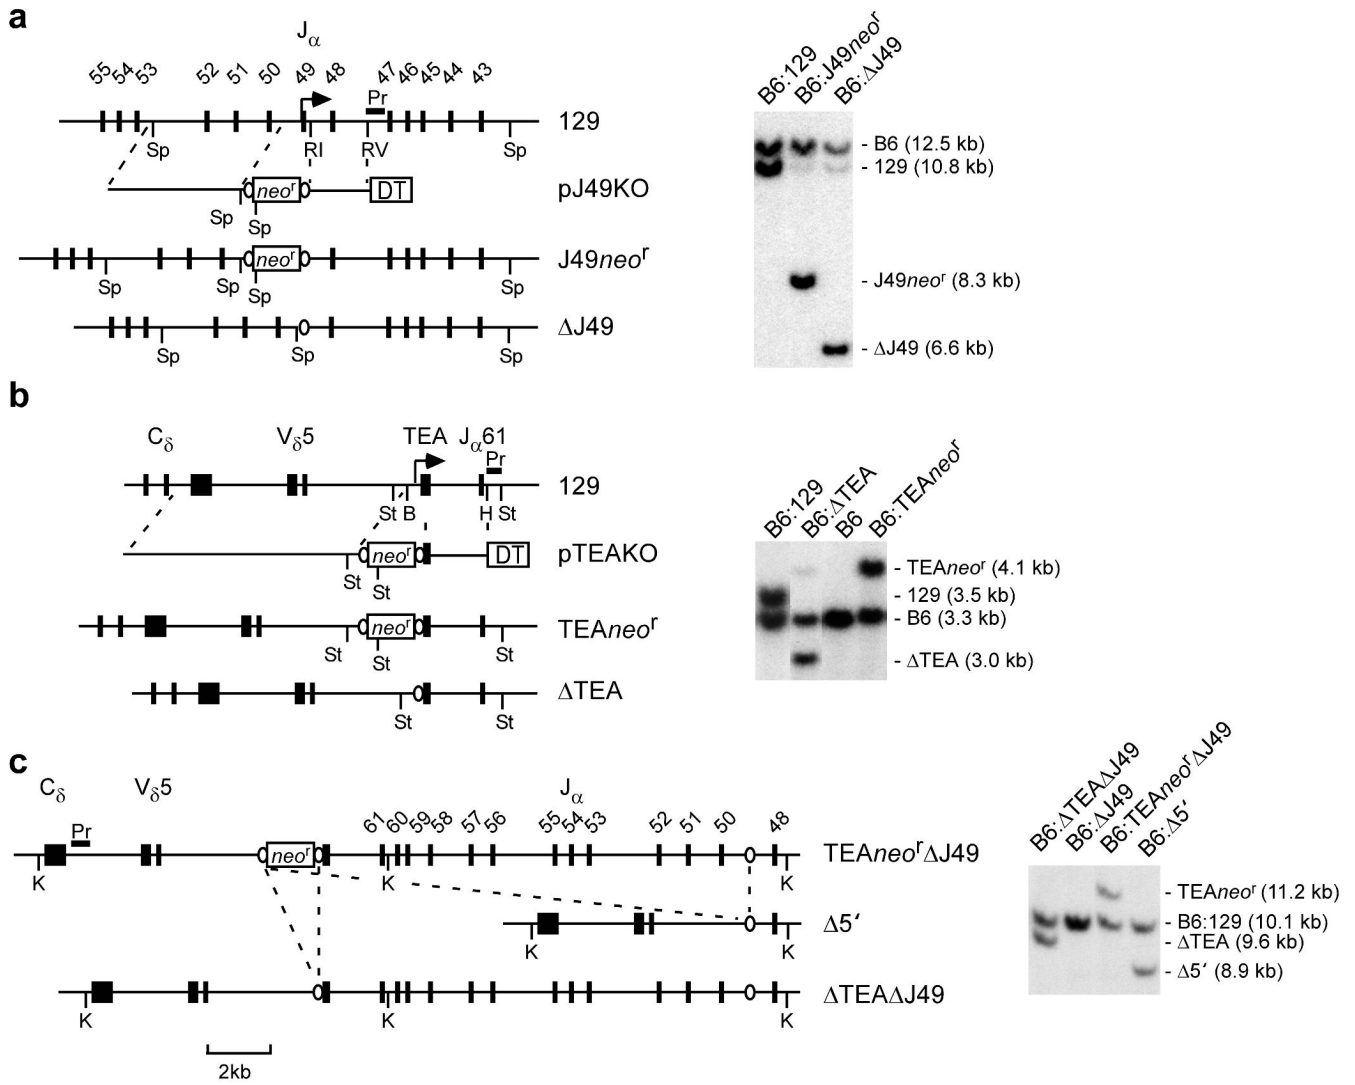 a
Jα
55 54 53 52 51 50 49 48 47 46 45 44 43
Pr
129
Sp RI RV Sp
neoʳ DT pJ49KO
Sp Sp
neoʳ J49neoʳ
Sp Sp Sp Sp
ΔJ49
Sp Sp Sp
B6:129 B6:J49neoʳ B6:ΔJ49
- B6 (12.5 kb)
- 129 (10.8 kb)
- J49neoʳ (8.3 kb)
- ΔJ49 (6.6 kb)
b
Cδ Vδ5 TEA Jα61
Pr
129
St B H St
neoʳ DT pTEAKO
St St
neoʳ TEAneoʳ
St St St
ΔTEA
St St
B6:129 B6:ΔTEA B6 B6:TEAneoʳ
- TEAneoʳ (4.1 kb)
- 129 (3.5 kb)
- B6 (3.3 kb)
- ΔTEA (3.0 kb)
c
Cδ Vδ5 Jα
Pr 61 60 59 58 57 56 55 54 53 52 51 50 48
neoʳ TEAneoʳΔJ49
K K K
Δ5′
K K
ΔTEAΔJ49
K K K
2kb
B6:ΔTEAΔJ49 B6:ΔJ49 B6:TEAneoʳΔJ49 B6:Δ5′
- TEAneoʳ (11.2 kb)
- B6:129 (10.1 kb)
- ΔTEA (9.6 kb)
- Δ5′ (8.9 kb)